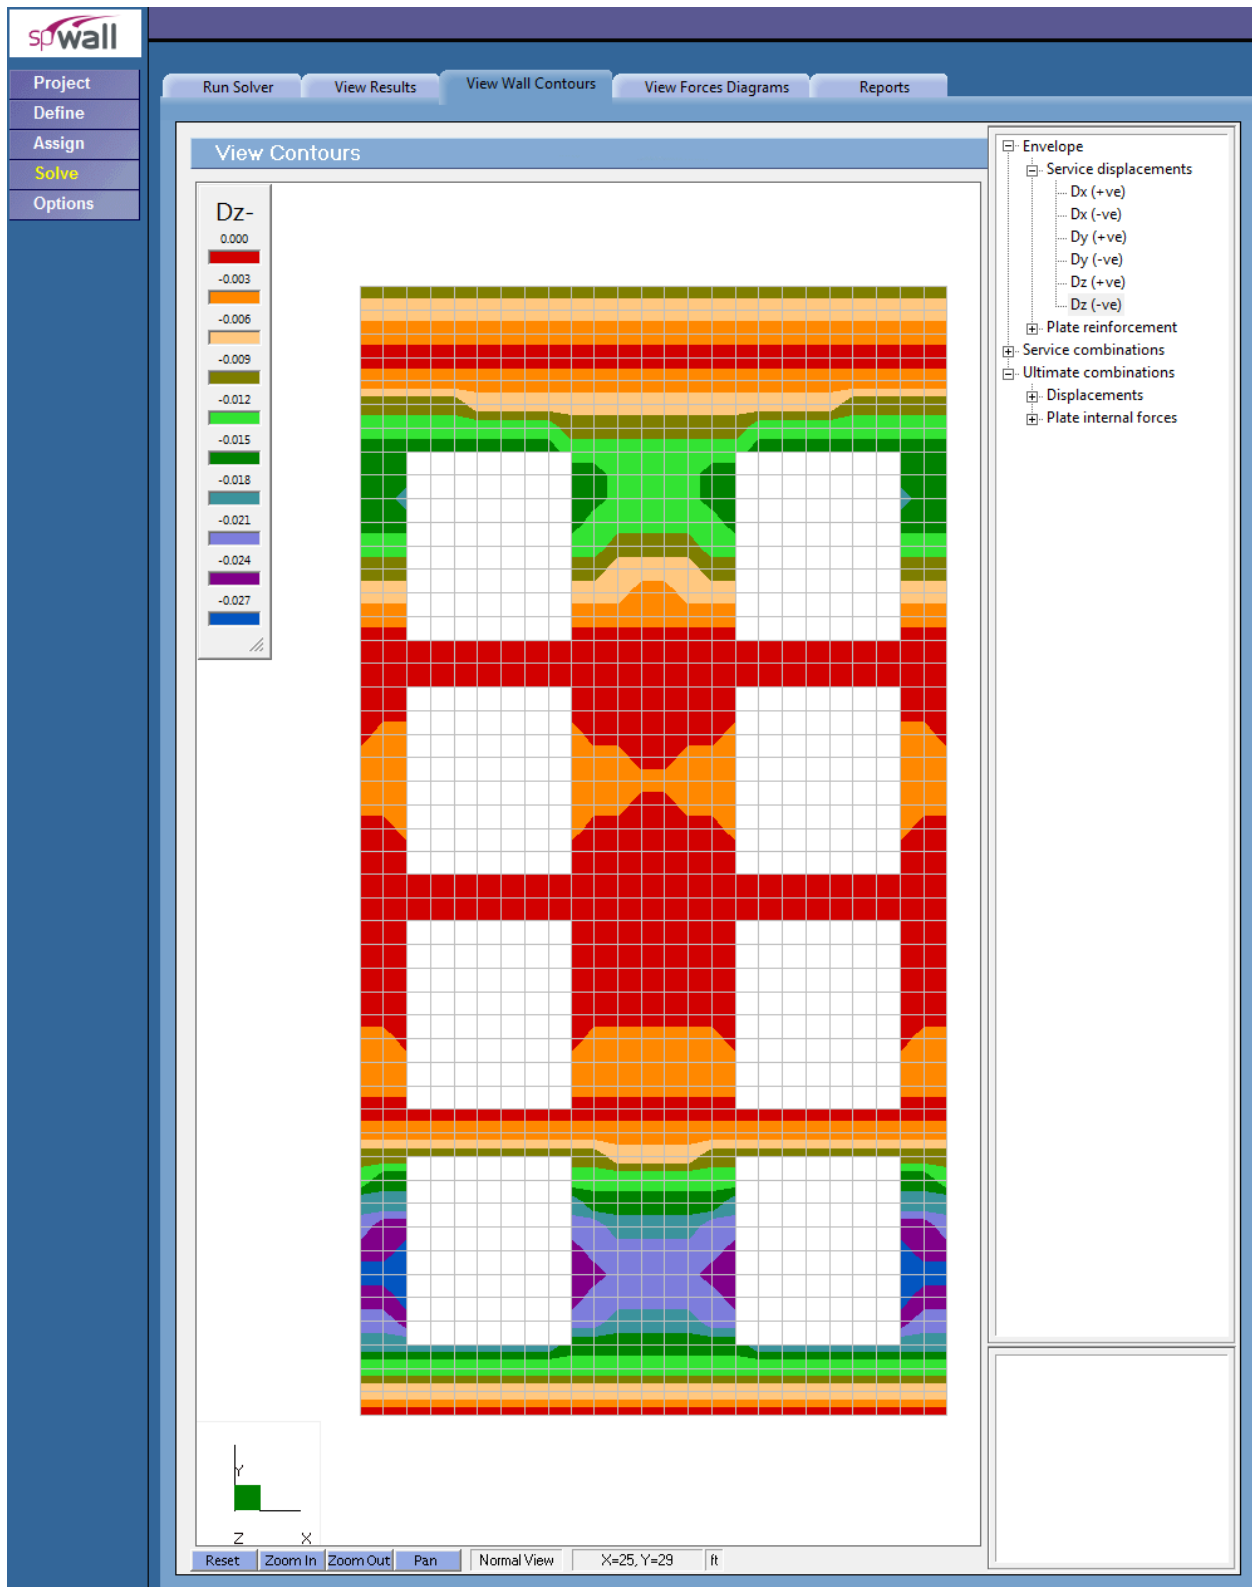 spwall
Project
Define
Assign
Solve
Options
Run Solver
View Results
View Wall Contours
View Forces Diagrams
Reports
View Contours
Dz-
0.000
-0.003
-0.006
-0.009
-0.012
-0.015
-0.018
-0.021
-0.024
-0.027
Envelope
Service displacements
Dx (+ve)
Dx (-ve)
Dy (+ve)
Dy (-ve)
Dz (+ve)
Dz (-ve)
Plate reinforcement
Service combinations
Ultimate combinations
Displacements
Plate internal forces
Y
Z X
Reset Zoom In Zoom Out Pan Normal View X=25, Y=29 ft